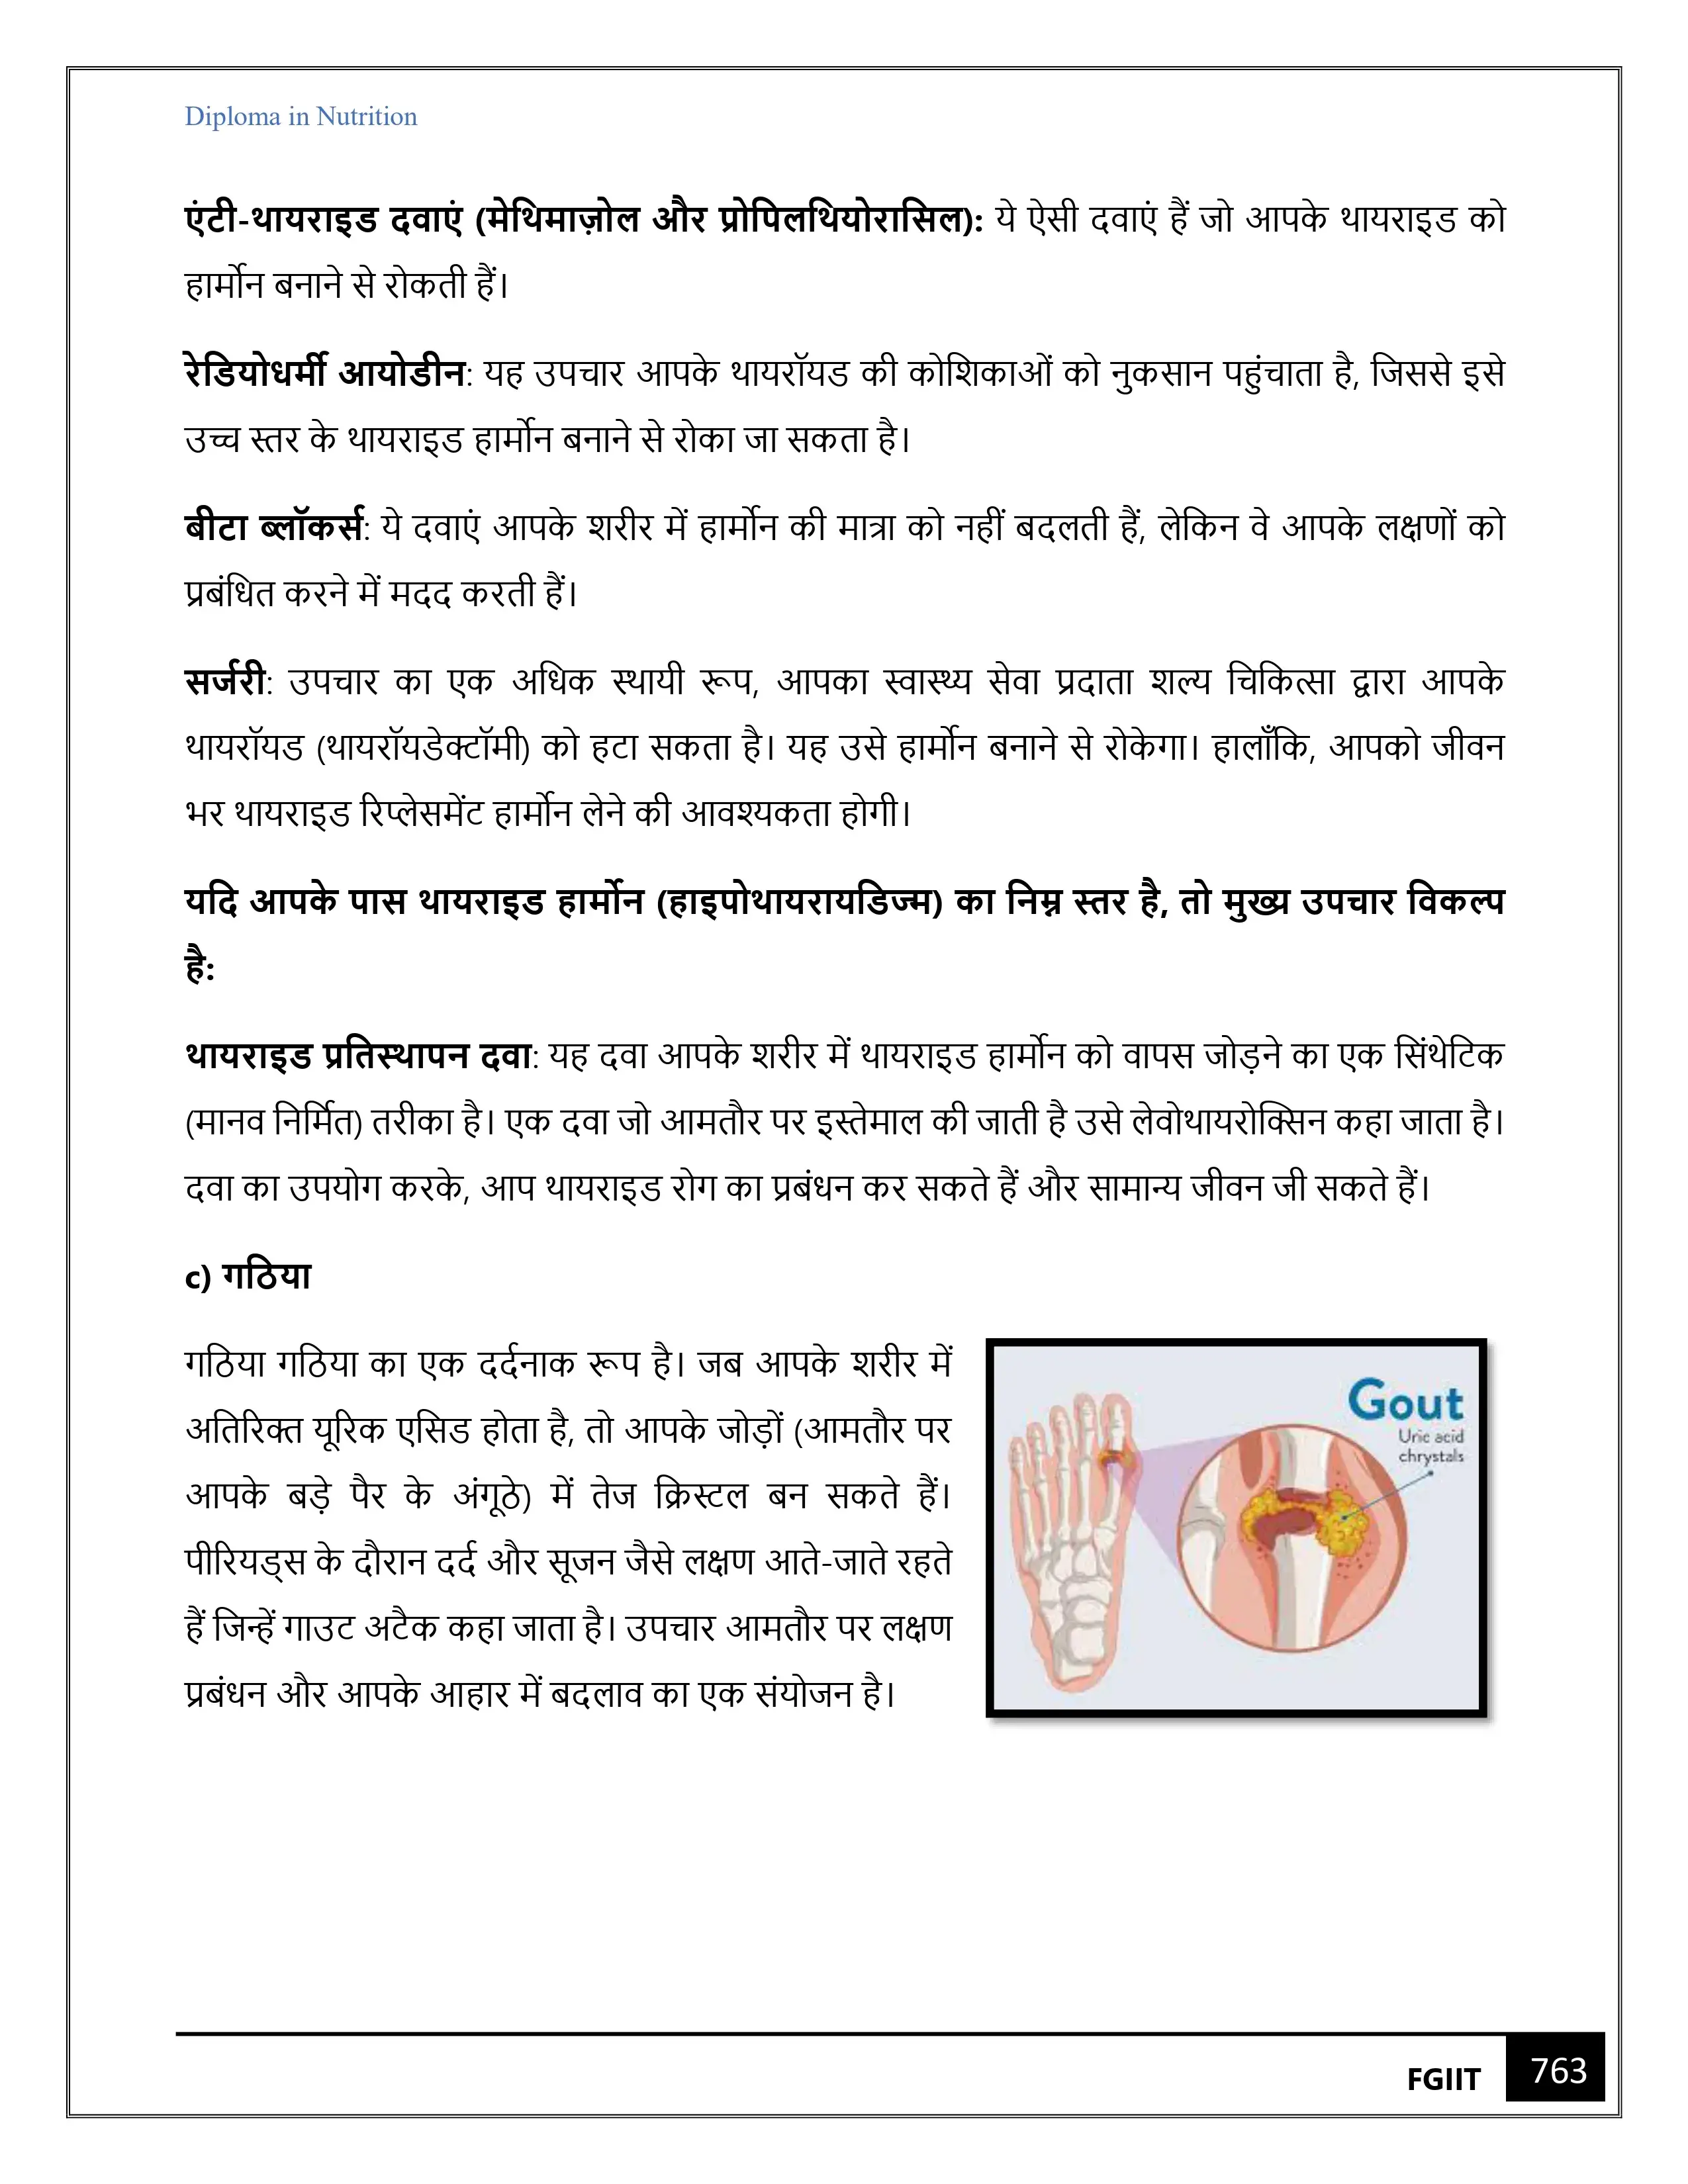 Diploma in Nutrition
एंटी-थायराइड दवाएं (मेथिमाज़ोल और प्रोपिलथियोरासिल): ये ऐसी दवाएं हैं जो आपके थायराइड को
हार्मोन बनाने से रोकती हैं।
रेडियोधर्मी आयोडीन: यह उपचार आपके थायरॉयड की कोशिकाओं को नुकसान पहुंचाता है, जिससे इसे
उच्च स्तर के थायराइड हार्मोन बनाने से रोका जा सकता है।
बीटा ब्लॉकर्स: ये दवाएं आपके शरीर में हार्मोन की मात्रा को नहीं बदलती हैं, लेकिन वे आपके लक्षणों को
प्रबंधित करने में मदद करती हैं।
सर्जरी: उपचार का एक अधिक स्थायी रूप, आपका स्वास्थ्य सेवा प्रदाता शल्य चिकित्सा द्वारा आपके
थायरॉयड (थायरॉयडेक्टॉमी) को हटा सकता है। यह उसे हार्मोन बनाने से रोकेगा। हालाँकि, आपको जीवन
भर थायराइड रिप्लेसमेंट हार्मोन लेने की आवश्यकता होगी।
यदि आपके पास थायराइड हार्मोन (हाइपोथायरायडिज्म) का निम्न स्तर है, तो मुख्य उपचार विकल्प
है:
थायराइड प्रतिस्थापन दवा: यह दवा आपके शरीर में थायराइड हार्मोन को वापस जोड़ने का एक सिंथेटिक
(मानव निर्मित) तरीका है। एक दवा जो आमतौर पर इस्तेमाल की जाती है उसे लेवोथायरोक्सिन कहा जाता है।
दवा का उपयोग करके, आप थायराइड रोग का प्रबंधन कर सकते हैं और सामान्य जीवन जी सकते हैं।
c) गठिया
गठिया गठिया का एक दर्दनाक रूप है। जब आपके शरीर में
अतिरिक्त यूरिक एसिड होता है, तो आपके जोड़ों (आमतौर पर
आपके बड़े पैर के अंगूठे) में तेज क्रिस्टल बन सकते हैं।
पीरियड्स के दौरान दर्द और सूजन जैसे लक्षण आते-जाते रहते
हैं जिन्हें गाउट अटैक कहा जाता है। उपचार आमतौर पर लक्षण
प्रबंधन और आपके आहार में बदलाव का एक संयोजन है।
Gout
Uric acid
chrystals
FGIIT
763